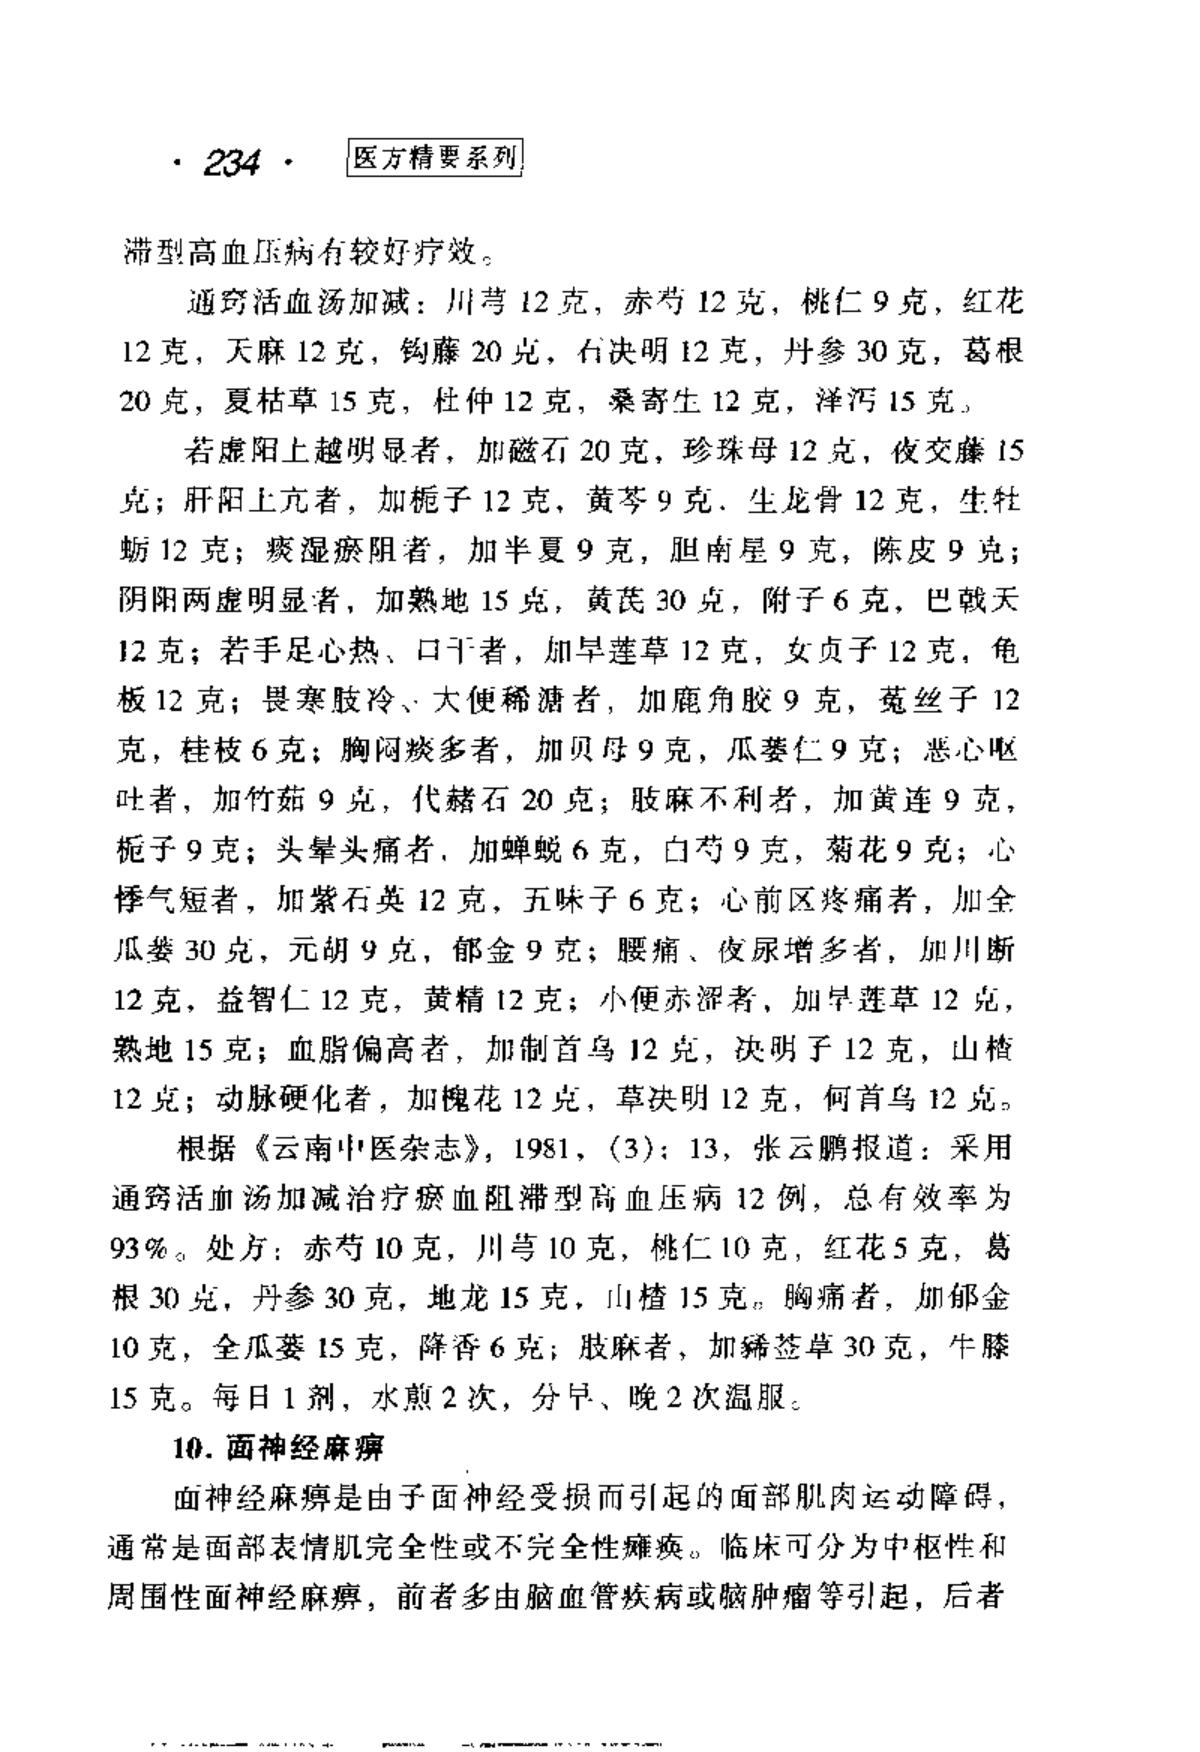 · 234 · 医方精要系列
滞型高血压病有较好疗效。
通窍活血汤加减：川芎 12 克，赤芍 12 克，桃仁 9 克，红花
12 克，天麻 12 克，钩藤 20 克，石决明 12 克，丹参 30 克，葛根
20 克，夏枯草 15 克，杜仲 12 克，桑寄生 12 克，泽泻 15 克。
若虚阳上越明显者，加磁石 20 克，珍珠母 12 克，夜交藤 15
克；肝阳上亢者，加栀子 12 克，黄芩 9 克．生龙骨 12 克，生牡
蛎 12 克；痰湿瘀阻者，加半夏 9 克，胆南星 9 克，陈皮 9 克；
阴阳两虚明显者，加熟地 15 克，黄芪 30 克，附子 6 克，巴戟天
12 克；若手足心热、口干者，加旱莲草 12 克，女贞子 12 克，龟
板 12 克；畏寒肢冷、大便稀溏者，加鹿角胶 9 克，菟丝子 12
克，桂枝 6 克；胸闷痰多者，加贝母 9 克，瓜蒌仁 9 克；恶心呕
吐者，加竹茹 9 克，代赭石 20 克；肢麻不利者，加黄连 9 克，
栀子 9 克；头晕头痛者，加蝉蜕 6 克，白芍 9 克，菊花 9 克；心
悸气短者，加紫石英 12 克，五味子 6 克；心前区疼痛者，加全
瓜蒌 30 克，元胡 9 克，郁金 9 克；腰痛、夜尿增多者，加川断
12 克，益智仁 12 克，黄精 12 克；小便赤涩者，加旱莲草 12 克，
熟地 15 克；血脂偏高者，加制首乌 12 克，决明子 12 克，山楂
12 克；动脉硬化者，加槐花 12 克，草决明 12 克，何首乌 12 克。
根据《云南中医杂志》，1981，（3）：13，张云鹏报道：采用
通窍活血汤加减治疗瘀血阻滞型高血压病 12 例，总有效率为
93%。处方：赤芍 10 克，川芎 10 克，桃仁 10 克，红花 5 克，葛
根 30 克，丹参 30 克，地龙 15 克，山楂 15 克。胸痛者，加郁金
10 克，全瓜蒌 15 克，降香 6 克；肢麻者，加豨莶草 30 克，牛膝
15 克。每日 1 剂，水煎 2 次，分早、晚 2 次温服。
10. 面神经麻痹
面神经麻痹是由子面神经受损而引起的面部肌肉运动障碍，
通常是面部表情肌完全性或不完全性瘫痪。临床可分为中枢性和
周围性面神经麻痹，前者多由脑血管疾病或脑肿瘤等引起，后者